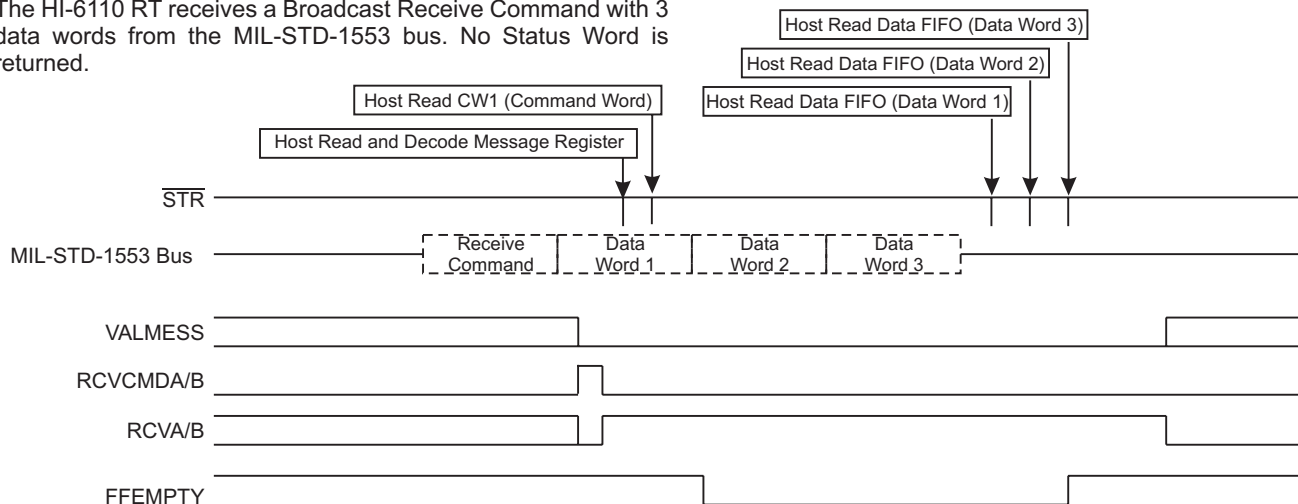 The HI-6110 RT receives a Broadcast Receive Command with 3
data words from the MIL-STD-1553 bus. No Status Word is
returned.
Host Read Data FIFO (Data Word 3)
Host Read Data FIFO (Data Word 2)
Host Read CW1 (Command Word)
Host Read Data FIFO (Data Word 1)
Host Read and Decode Message Register
STR
MIL-STD-1553 Bus
Receive Command
Data Word 1
Data Word 2
Data Word 3
VALMESS
RCVCMDA/B
RCVA/B
FFEMPTY